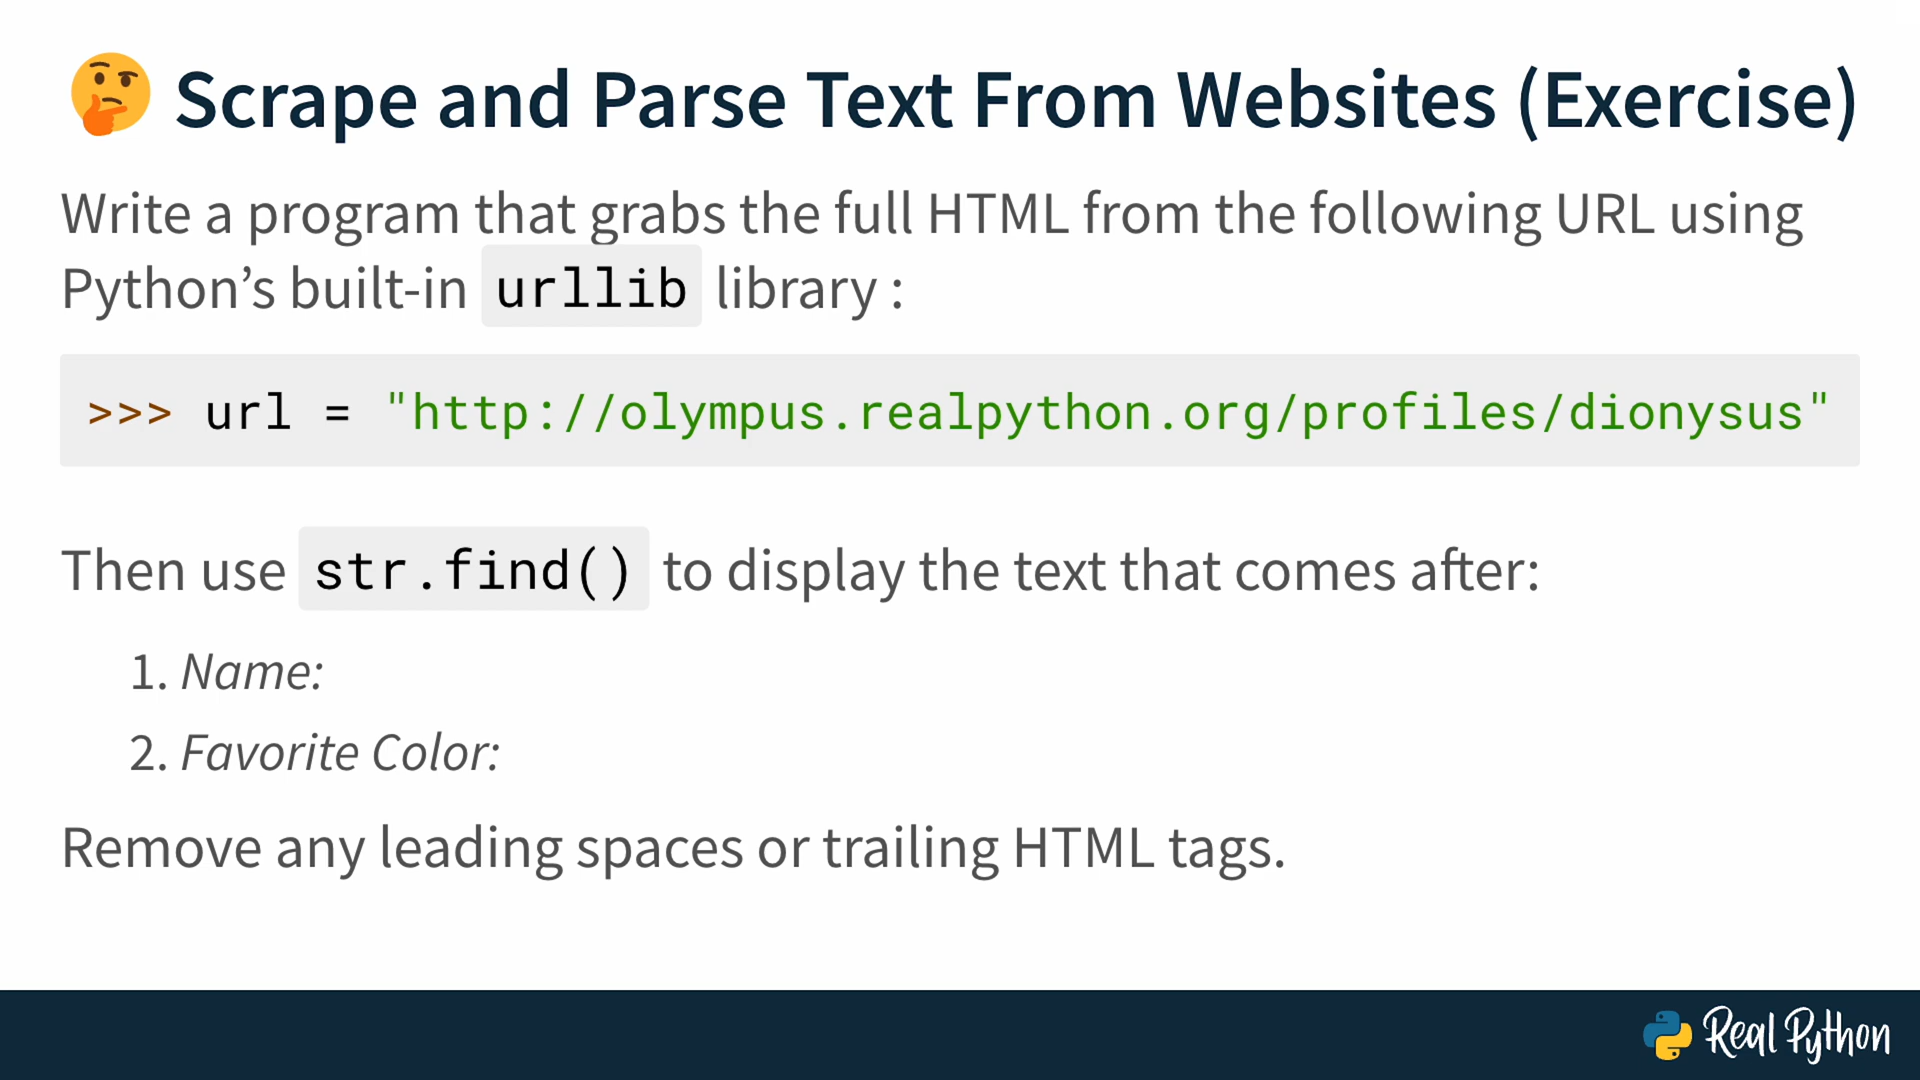 Scrape and Parse Text From Websites (Exercise)
Write a program that grabs the full HTML from the following URL using
Python’s built-in urllib library :
>>> url = "http://olympus.realpython.org/profiles/dionysus"
Then use str.find() to display the text that comes after:
1. Name:
2. Favorite Color:
Remove any leading spaces or trailing HTML tags.
Real Python